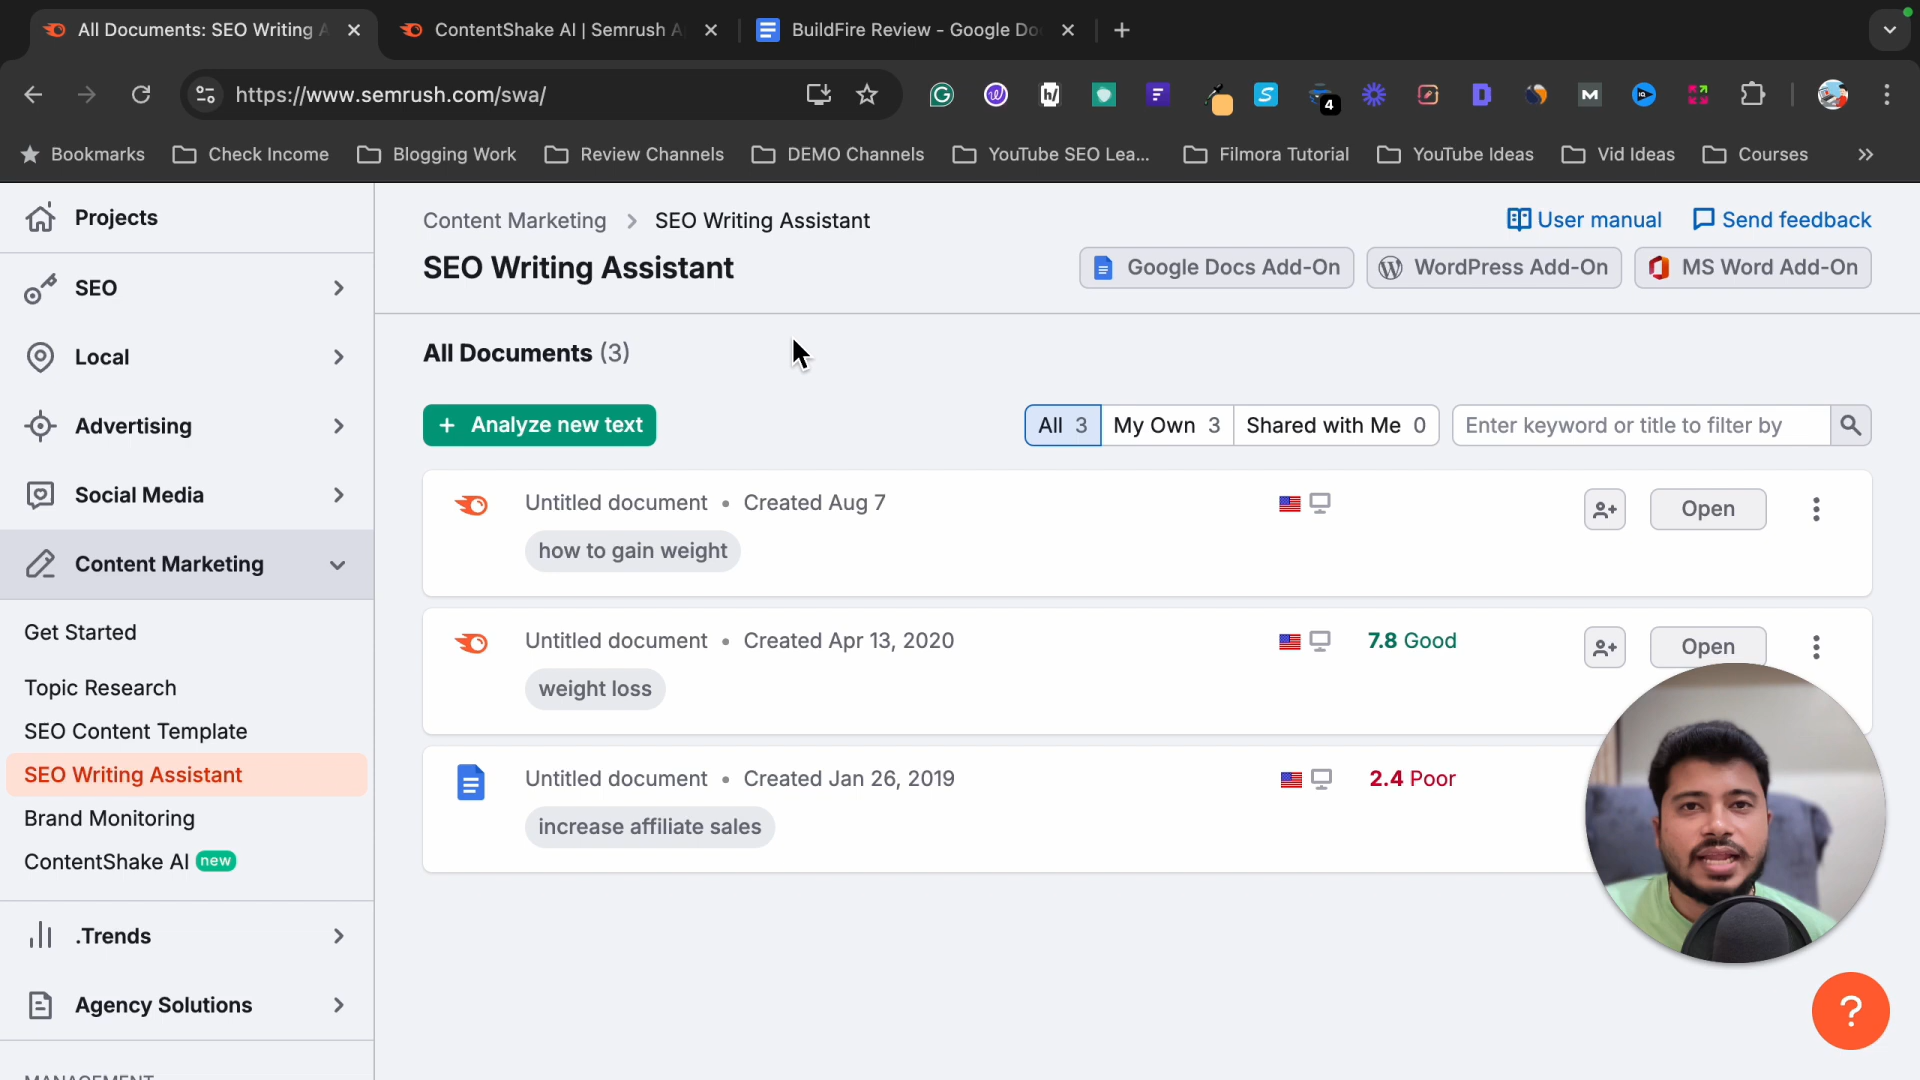 All Documents: SEO Writing A
ContentShake AI | Semrush A
BuildFire Review - Google Do
https://www.semrush.com/swa/
4
Bookmarks
Check Income
Blogging Work
Review Channels
DEMO Channels
YouTube SEO Lea...
Filmora Tutorial
YouTube Ideas
Vid Ideas
Courses
Projects
SEO
Local
Advertising
Social Media
Content Marketing
Get Started
Topic Research
SEO Content Template
SEO Writing Assistant
Brand Monitoring
ContentShake AI new
.Trends
Agency Solutions
MANAGEMENT
Content Marketing > SEO Writing Assistant
User manual
Send feedback
SEO Writing Assistant
Google Docs Add-On
WordPress Add-On
MS Word Add-On
All Documents (3)
+ Analyze new text
All 3
My Own 3
Shared with Me 0
Enter keyword or title to filter by
Untitled document • Created Aug 7
Open
how to gain weight
Untitled document • Created Apr 13, 2020
7.8 Good
Open
weight loss
Untitled document • Created Jan 26, 2019
2.4 Poor
increase affiliate sales
?